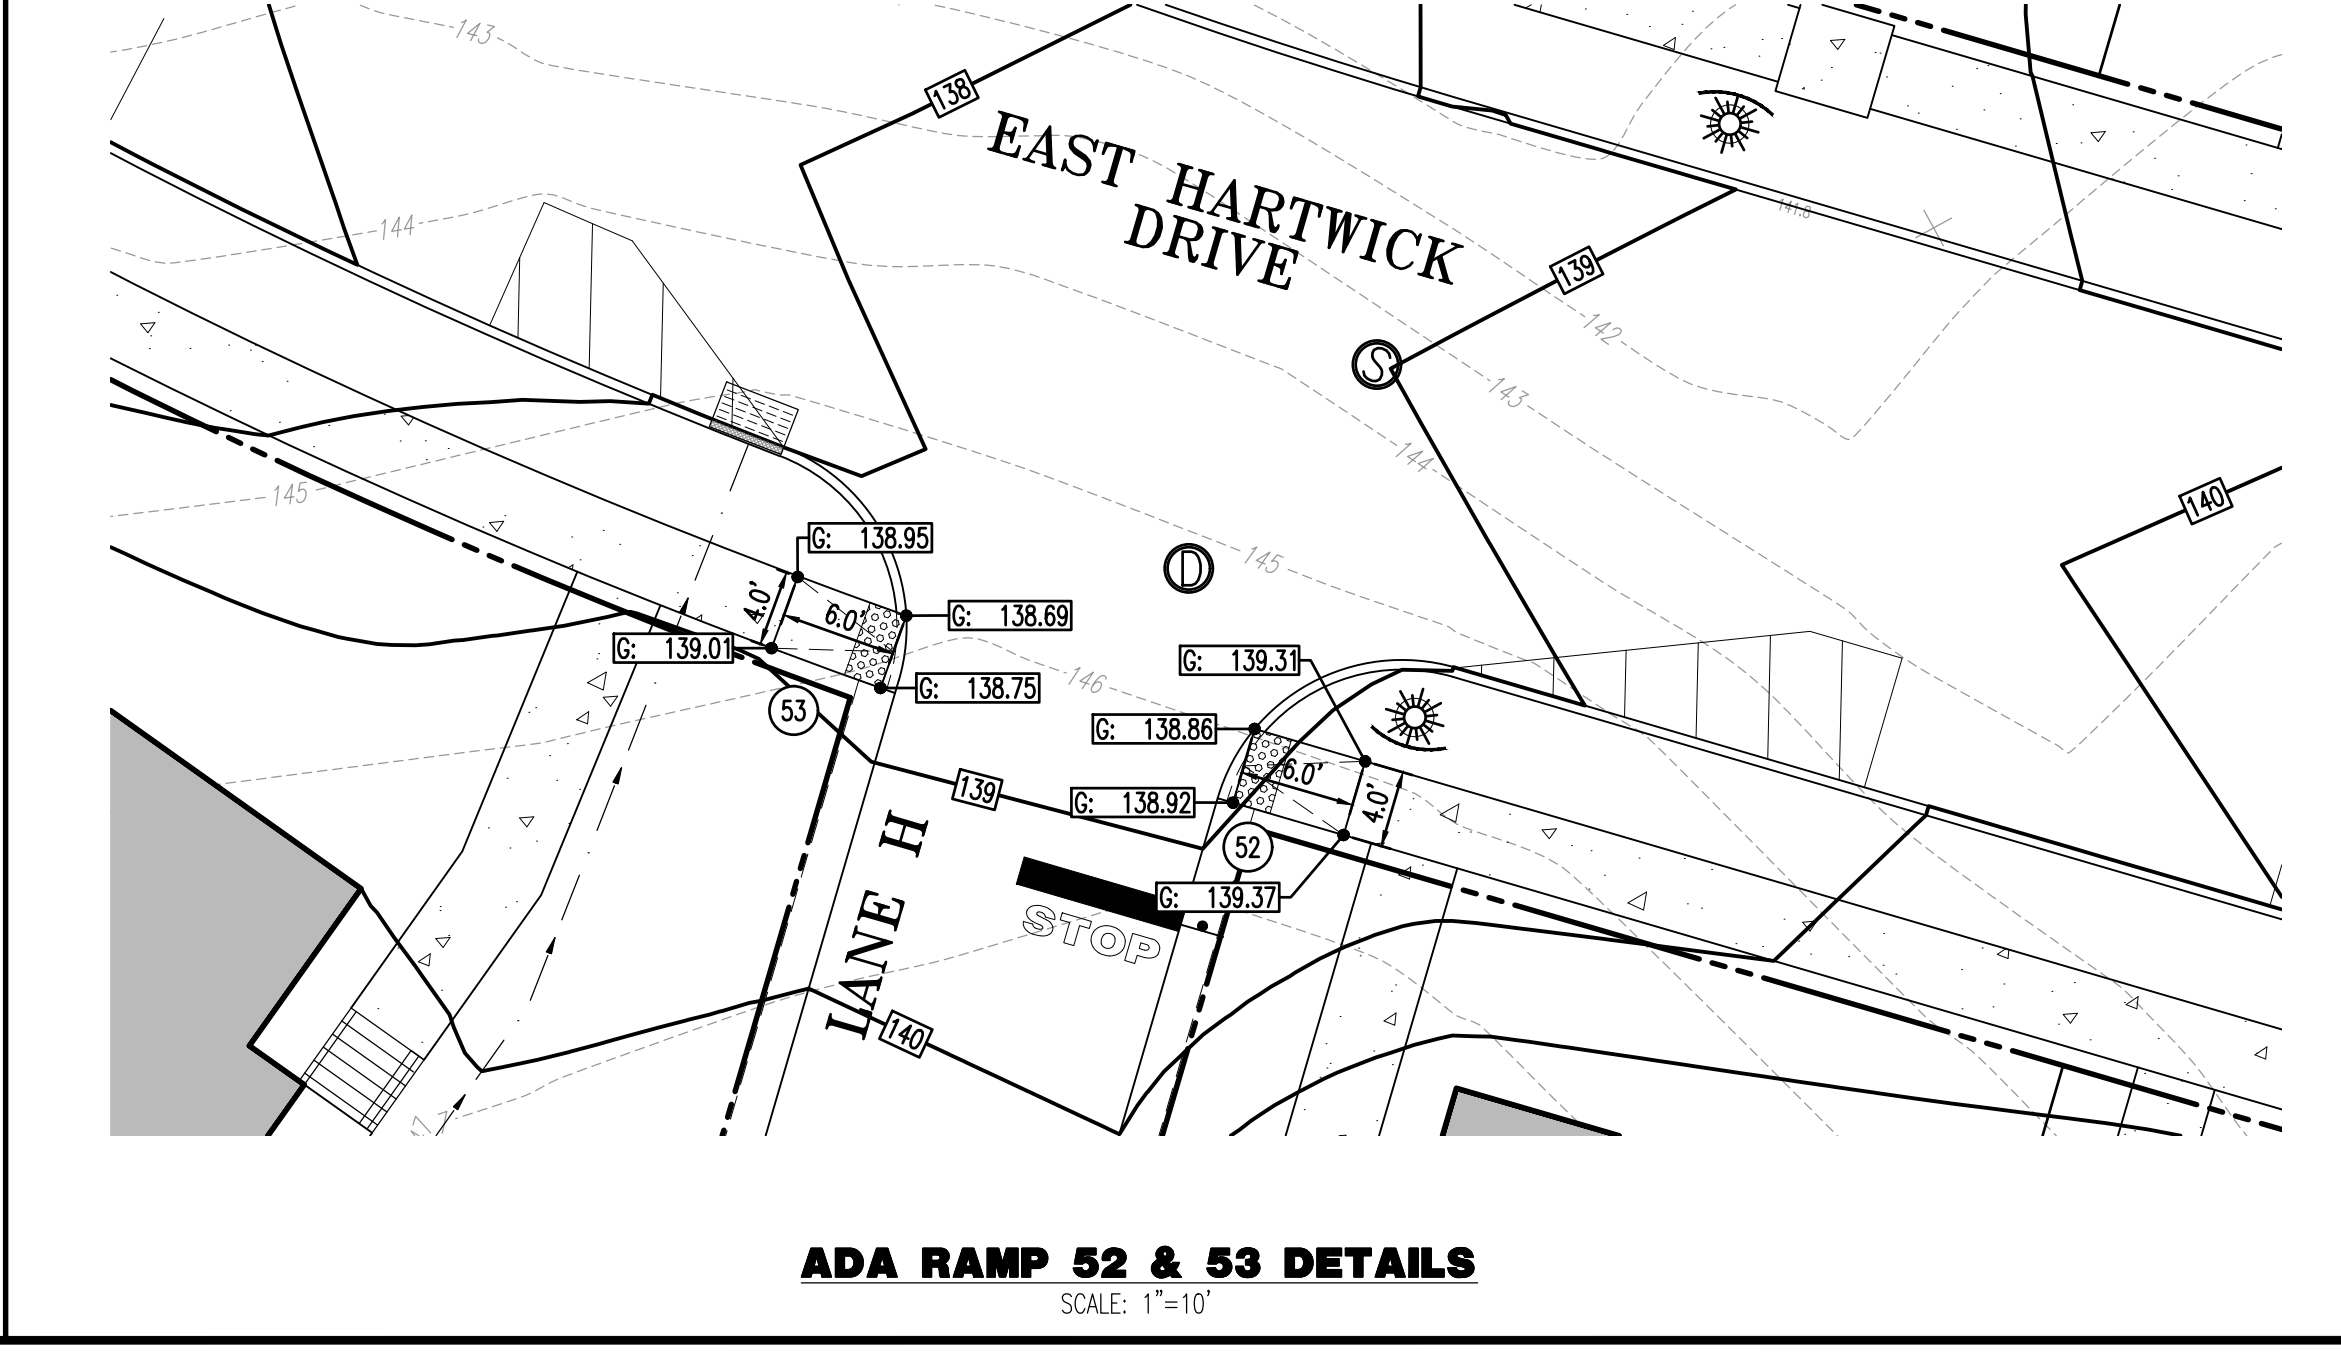 143
138
EAST HARTWICK
DRIVE
141.8
144
139
142
143
144
145
140
G: 138.95
145
4.0'
6.0'
G: 138.69
G: 139.01
G: 138.75
53
146
G: 139.31
G: 138.86
6.0'
4.0'
G: 138.92
52
139
G: 139.37
LANE H
STOP
140
S
D
ADA RAMP 52 & 53 DETAILS
SCALE: 1"=10'